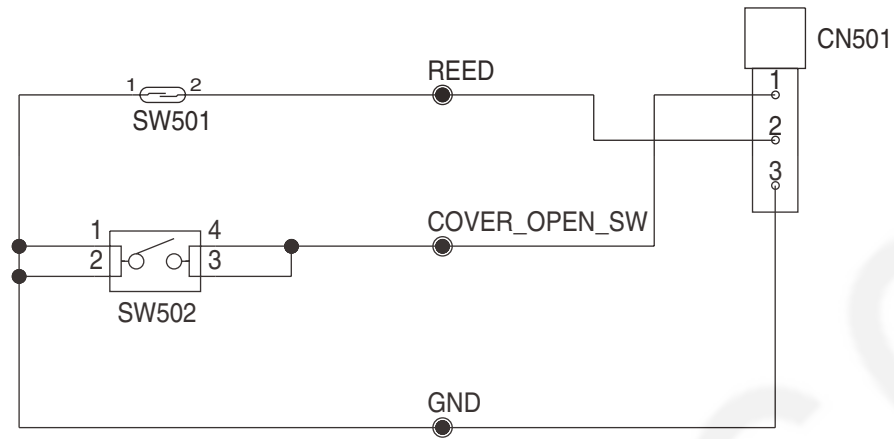 CN501
REED
1 2
1
SW501
2
3
COVER_OPEN_SW
1 4
2 3
SW502
GND